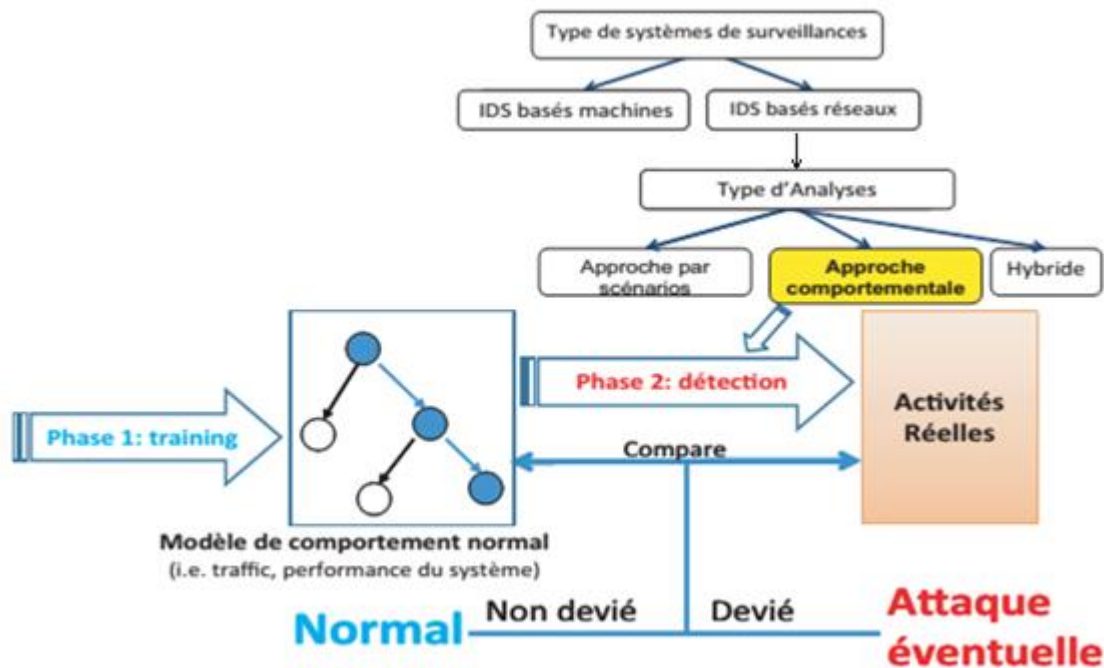 Type de systèmes de surveillances
IDS basés machines
IDS basés réseaux
Type d'Analyses
Approche par
scénarios
Approche
comportementale
Hybride
Phase 1: training
Phase 2: détection
Activités
Réelles
Compare
Modèle de comportement normal
(i.e. traffic, performance du système)
Normal
Non devié
Devié
Attaque
éventuelle